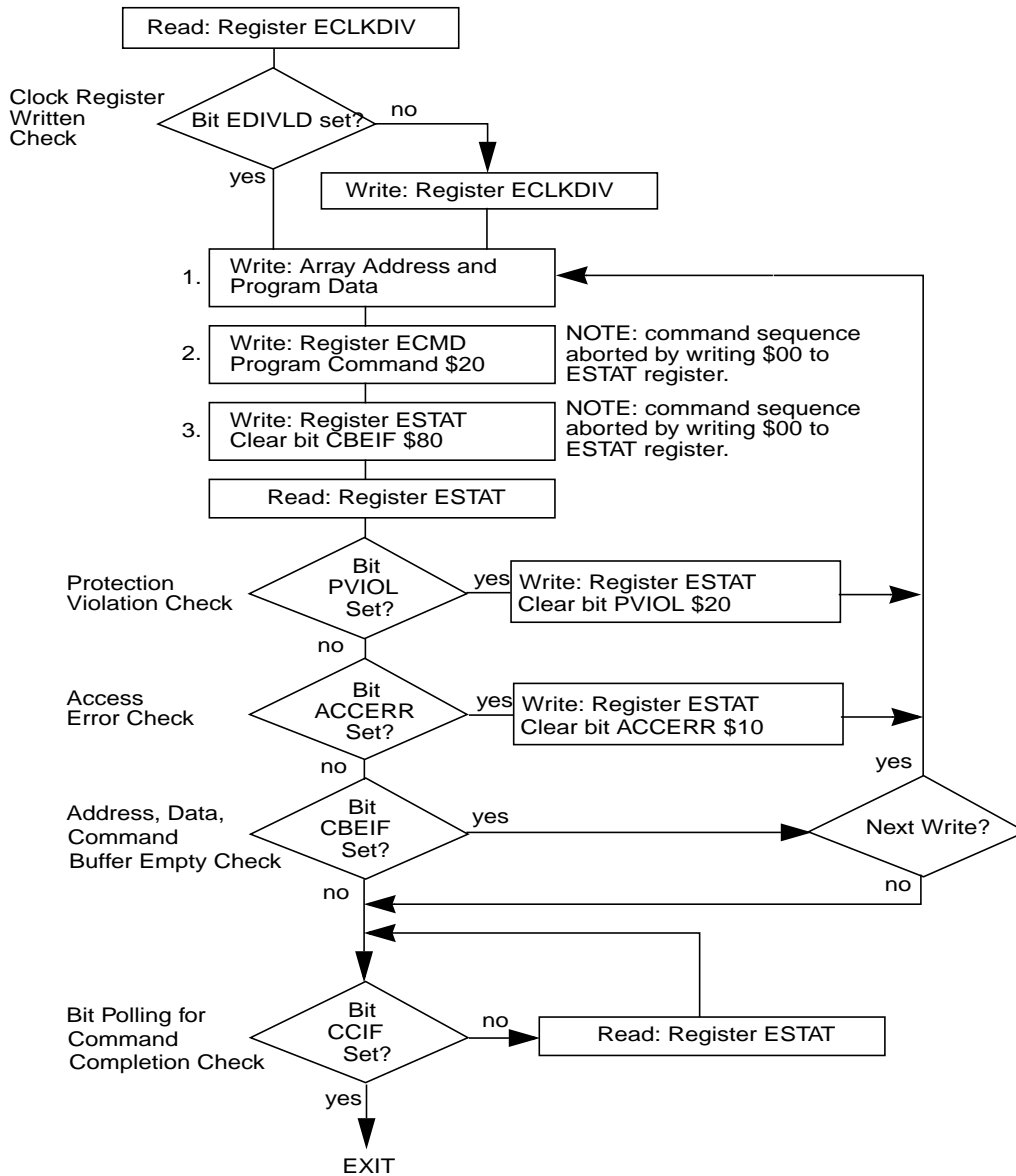 Read: Register ECLKDIV
Clock Register
Written
Check
Bit EDIVLD set?
no
yes
Write: Register ECLKDIV
1.
Write: Array Address and
Program Data
2.
Write: Register ECMD
Program Command $20
NOTE: command sequence
aborted by writing $00 to
ESTAT register.
3.
Write: Register ESTAT
Clear bit CBEIF $80
NOTE: command sequence
aborted by writing $00 to
ESTAT register.
Read: Register ESTAT
Protection
Violation Check
Bit
PVIOL
Set?
yes
Write: Register ESTAT
Clear bit PVIOL $20
no
Access
Error Check
Bit
ACCERR
Set?
yes
Write: Register ESTAT
Clear bit ACCERR $10
no
yes
Address, Data,
Command
Buffer Empty Check
Bit
CBEIF
Set?
yes
Next Write?
no
no
Bit Polling for
Command
Completion Check
Bit
CCIF
Set?
no
Read: Register ESTAT
yes
EXIT